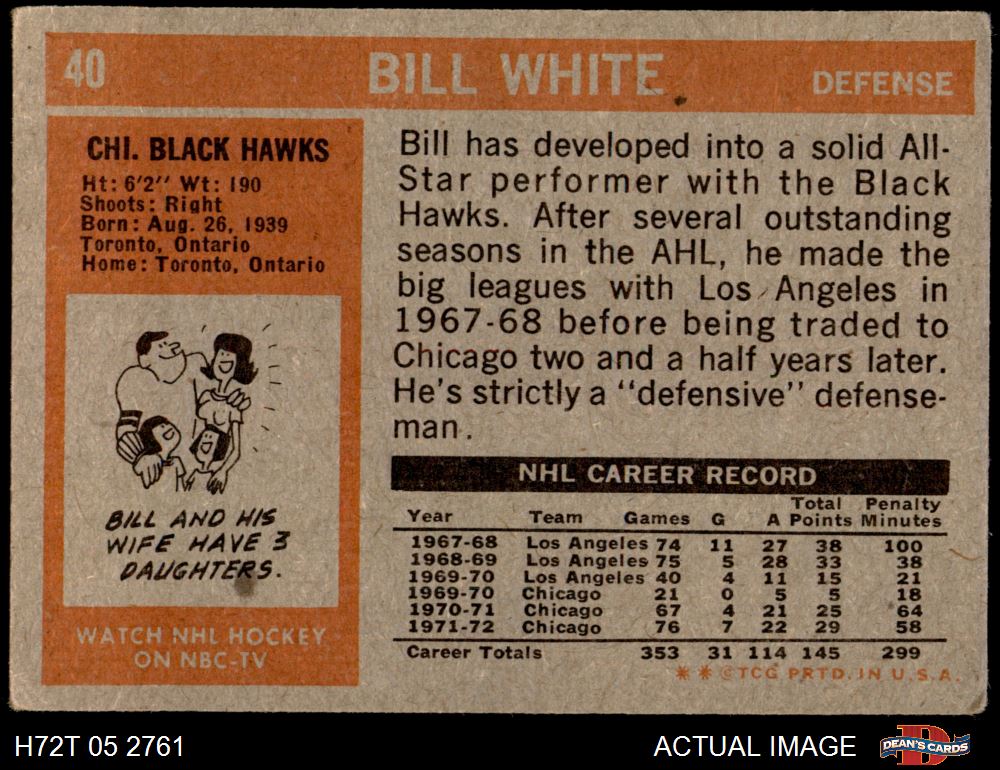 40 BILL WHITE DEFENSE
CHI. BLACK HAWKS
Ht: 6'2" Wt: 190
Shoots: Right
Born: Aug. 26, 1939
Toronto, Ontario
Home: Toronto, Ontario
BILL AND HIS
WIFE HAVE 3
DAUGHTERS.
WATCH NHL HOCKEY
ON NBC-TV
Bill has developed into a solid All-
Star performer with the Black
Hawks. After several outstanding
seasons in the AHL, he made the
big leagues with Los Angeles in
1967-68 before being traded to
Chicago two and a half years later.
He's strictly a "defensive" defense-
man.
NHL CAREER RECORD
Total Penalty
Year Team Games G A Points Minutes
1967-68 Los Angeles 74 11 27 38 100
1968-69 Los Angeles 75 5 28 33 38
1969-70 Los Angeles 40 4 11 15 21
1969-70 Chicago 21 0 5 5 18
1970-71 Chicago 67 4 21 25 64
1971-72 Chicago 76 7 22 29 58
Career Totals 353 31 114 145 299
* * ©TCG PRTD. IN U.S.A.
H72T 05 2761 ACTUAL IMAGE DEAN'S CARDS